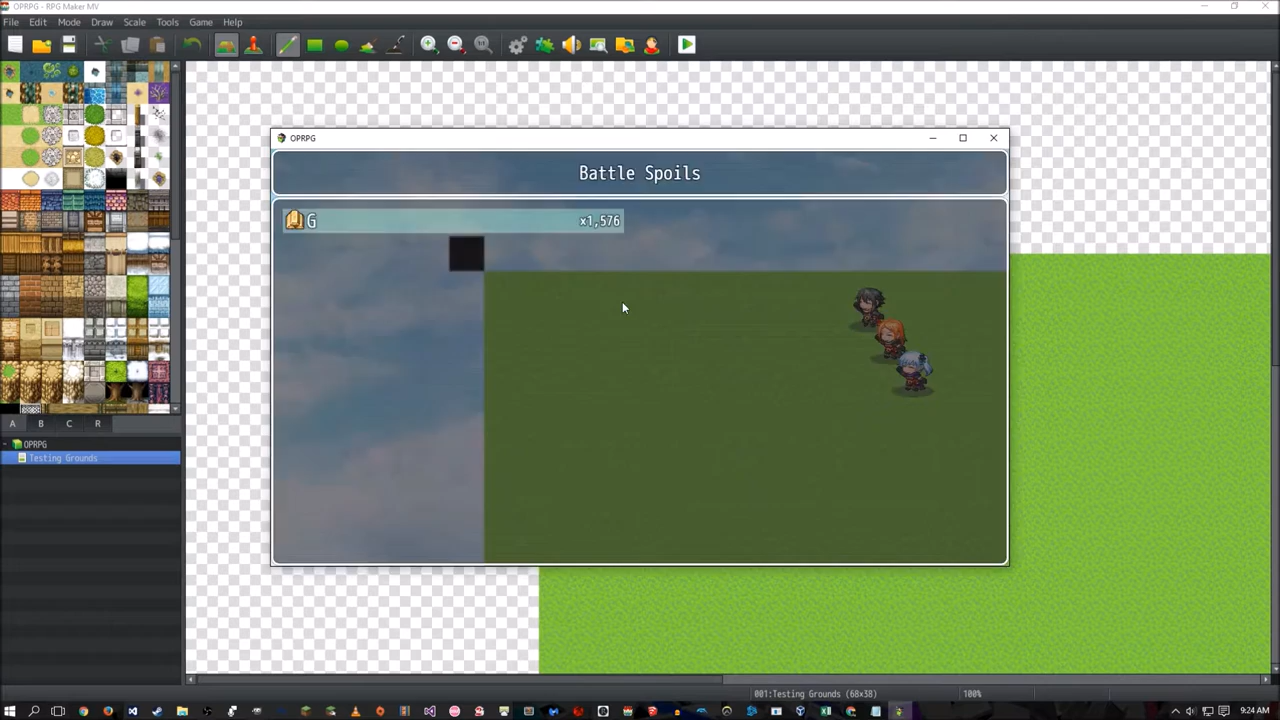 OPRPG - RPG Maker MV
File Edit Mode Draw Scale Tools Game Help
OPRPG
Battle Spoils
G x1,576
A B C R
OPRPG
Testing Grounds
001:Testing Grounds (68x38) 100%
9:24 AM